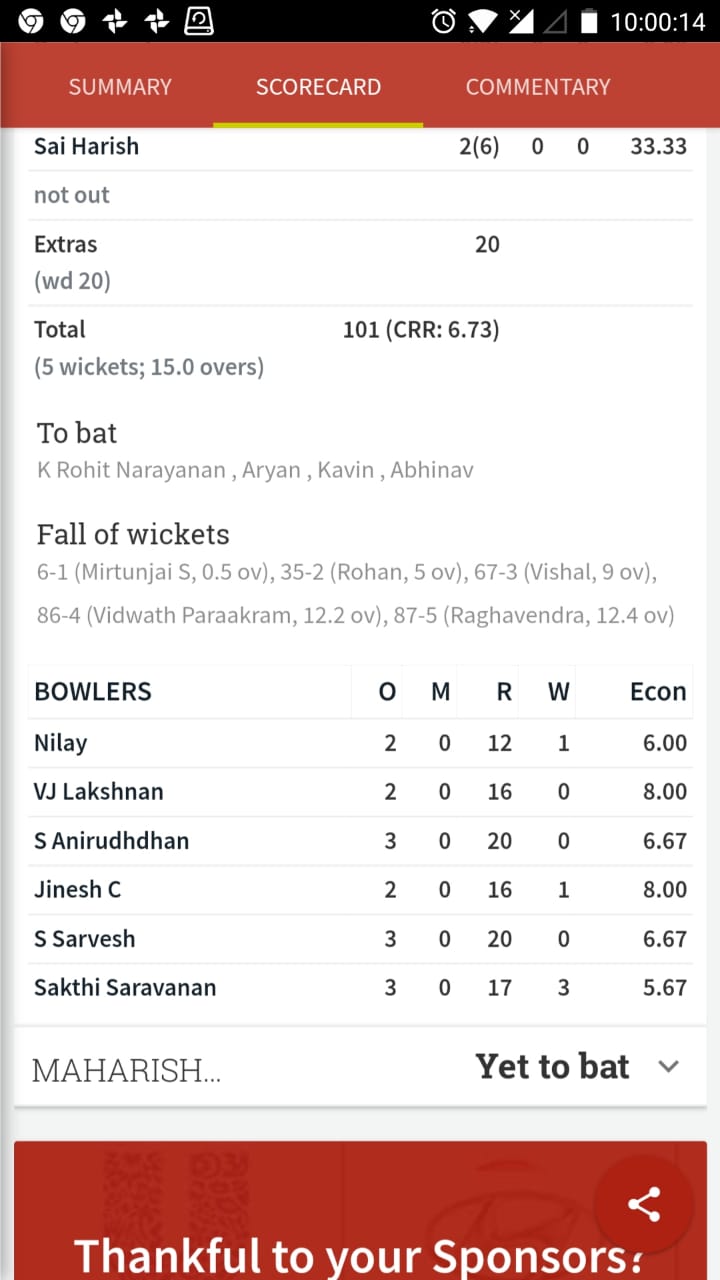 10:00:14
SUMMARY SCORECARD COMMENTARY
Sai Harish 2(6) 0 0 33.33
not out
Extras 20
(wd 20)
Total 101 (CRR: 6.73)
(5 wickets; 15.0 overs)
To bat
K Rohit Narayanan , Aryan , Kavin , Abhinav
Fall of wickets
6-1 (Mirtunjai S, 0.5 ov), 35-2 (Rohan, 5 ov), 67-3 (Vishal, 9 ov),
86-4 (Vidwath Paraakram, 12.2 ov), 87-5 (Raghavendra, 12.4 ov)
BOWLERS O M R W Econ
Nilay 2 0 12 1 6.00
VJ Lakshnan 2 0 16 0 8.00
S Anirudhdhan 3 0 20 0 6.67
Jinesh C 2 0 16 1 8.00
S Sarvesh 3 0 20 0 6.67
Sakthi Saravanan 3 0 17 3 5.67
MAHARISH... Yet to bat
Thankful to your Sponsors?